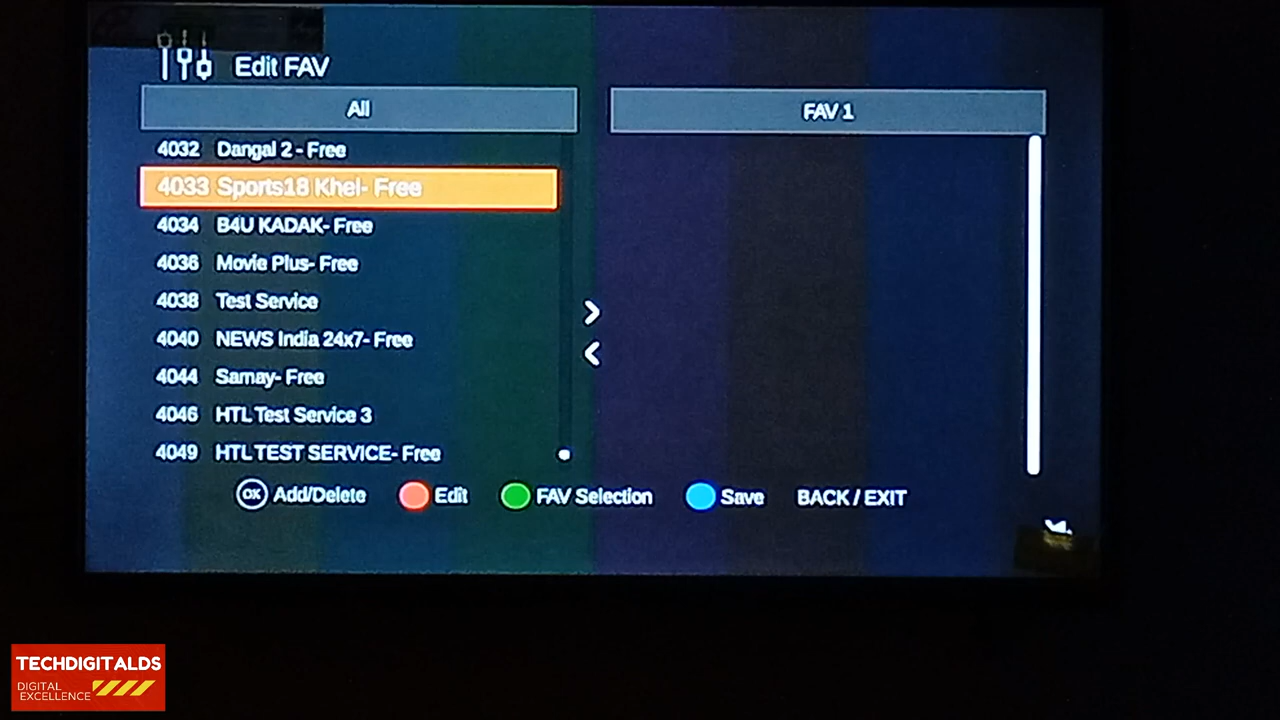 Edit FAV
All
FAV 1
4032 Dangal 2 - Free
4033 Sports18 Khel- Free
4034 B4U KADAK- Free
4036 Movie Plus- Free
4038 Test Service
4040 NEWS India 24x7- Free
4044 Samay- Free
4046 HTL Test Service 3
4049 HTL TEST SERVICE- Free
OK Add/Delete Edit FAV Selection Save BACK / EXIT
TECHDIGITALDS
DIGITAL
EXCELLENCE